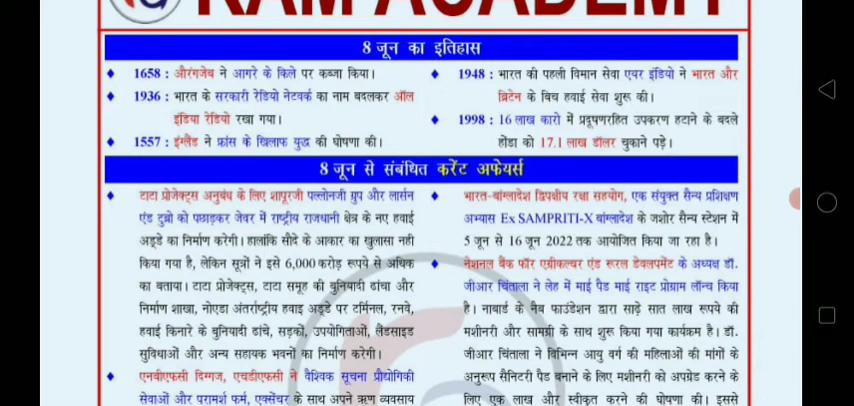 RAM ACADEMY
8 जून का इतिहास
1658 : औरंगजेब ने आगरे के किले पर कब्जा किया।
1936 : भारत के सरकारी रेडियो नेटवर्क का नाम बदलकर ऑल
इंडिया रेडियो रखा गया।
1557 : इंग्लैंड ने फ्रांस के खिलाफ युद्ध की घोषणा की।
1948 : भारत की पहली विमान सेवा एयर इंडियो ने भारत और
ब्रिटेन के बिच हवाई सेवा शुरू की।
1998 : 16 लाख कारो में प्रदूषणरहित उपकरण हटाने के बदले
होंडा को 17.1 लाख डॉलर चुकाने पड़े।
8 जून से संबंधित करेंट अफेयर्स
टाटा प्रोजेक्ट्स अनुबंध के लिए शापूरजी पल्लोनजी ग्रुप और लार्सन
एंड टुब्रो को पछाड़कर जेवर में राष्ट्रीय राजधानी क्षेत्र के नए हवाई
अड्डे का निर्माण करेगी। हालांकि सौदे के आकार का खुलासा नही
किया गया है, लेकिन सूत्रों ने इसे 6,000 करोड़ रूपये से अधिक
का बताया। टाटा प्रोजेक्ट्स, टाटा समूह की बुनियादी ढांचा और
निर्माण शाखा, नोएडा अंतर्राष्ट्रीय हवाइ अड्डे पर टर्मिनल, रनवे,
हवाई किनारे के बुनियादी ढांचे, सड़कों, उपयोगिताओं, लैंडसाइड
सुविधाओं और अन्य सहायक भवनों का निर्माण करेगी।
एनबीएफसी दिग्गज, एचडीएफसी ने वैश्विक सूचना प्रौद्योगिकी
सेवाओं और परामर्श फर्म, एक्सेंचर के साथ अपने ऋण व्यवसाय
भारत-बांग्लादेश द्विपक्षीय रक्षा सहयोग, एक संयुक्त सैन्य प्रशिक्षण
अभ्यास Ex SAMPRITI-X बांग्लादेश के जशोर सैन्य स्टेशन में
5 जून से 16 जून 2022 तक आयोजित किया जा रहा है।
नेशनल बैंक फॉर एग्रीकल्चर एंड रूरल डेवलपमेंट के अध्यक्ष डॉ.
जीआर चिंताला ने लेह में माई पैड माई राइट प्रोग्राम लॉन्च किया
है। नाबार्ड के नैब फाउंडेशन द्वारा साढ़े सात लाख रूपये की
मशीनरी और सामग्री के साथ शुरू किया गया कार्यक्रम है। डॉ.
जीआर चिंताला ने विभिन्न आयु वर्ग की महिलाओं की मांगों के
अनुरूप सैनिटरी पैड बनाने के लिए मशीनरी को अपग्रेड करने के
लिए एक लाख और स्वीकृत करने की घोषणा की। इससे